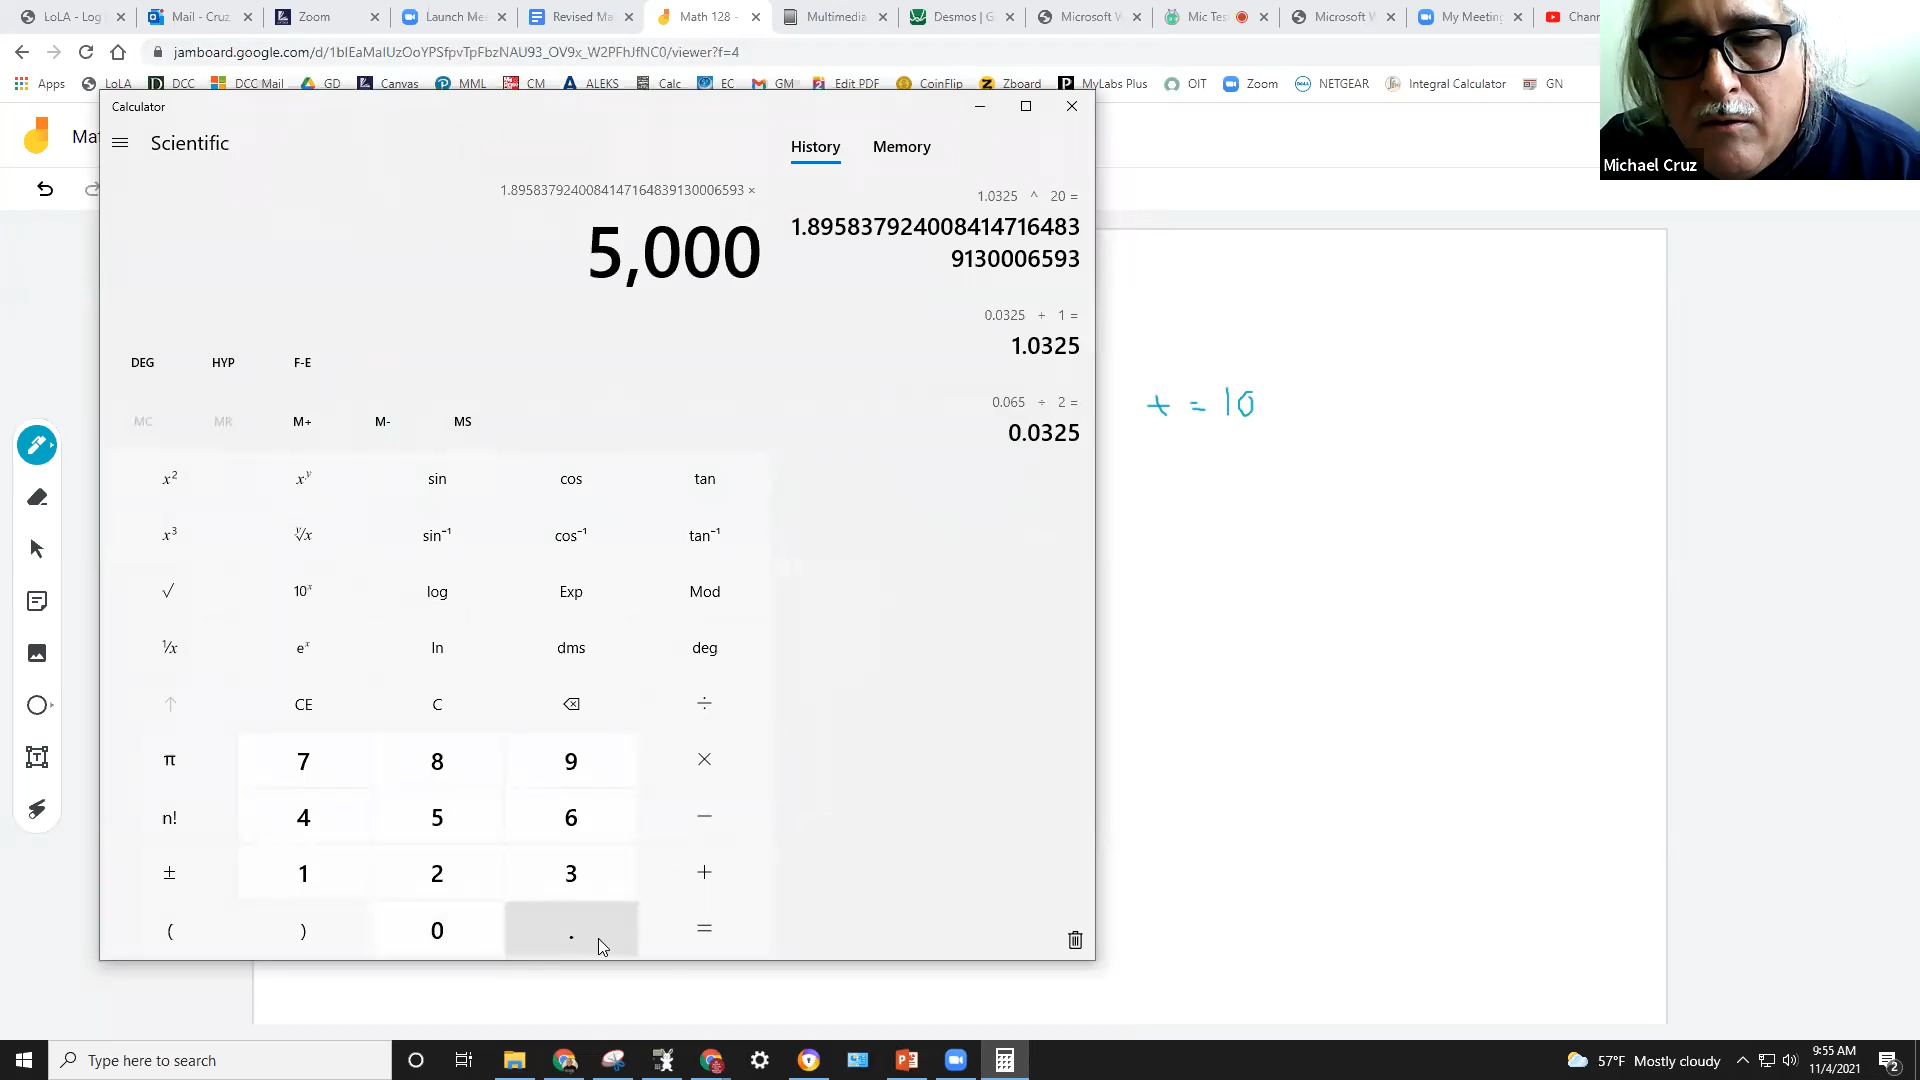 LoLA - Log
Mail - Cruz
Zoom
Launch Me
Revised Ma
Math 128 -
Multimedia
Desmos | G
Microsoft W
Mic Tes
Microsoft W
My Meeting
Chann
jamboard.google.com/d/1blEaMalUzOoYPSfpvTpFbzNAU93_OV9x_W2PFhJfNC0/viewer?f=4
Apps LoLA DCC DCC Mail GD Canvas MML CM ALEKS Calc EC GM Edit PDF CoinFlip Zboard MyLabs Plus OIT Zoom NETGEAR Integral Calculator GN
Michael Cruz
Mat
Calculator
Scientific
History Memory
1.8958379240084147164839130006593 ×
5,000
1.0325 ^ 20 =
1.895837924008414716483
9130006593
0.0325 + 1 =
1.0325
0.065 ÷ 2 =
0.0325
DEG HYP F-E
MC MR M+ M- MS
x² xʸ sin cos tan
x³ ʸ√x sin⁻¹ cos⁻¹ tan⁻¹
√ 10ˣ log Exp Mod
⅟x eˣ ln dms deg
↑ CE C ⌫ ÷
π 7 8 9 ×
n! 4 5 6 −
± 1 2 3 +
( ) 0 . =
t = 10
Type here to search
57°F Mostly cloudy
9:55 AM
11/4/2021
2